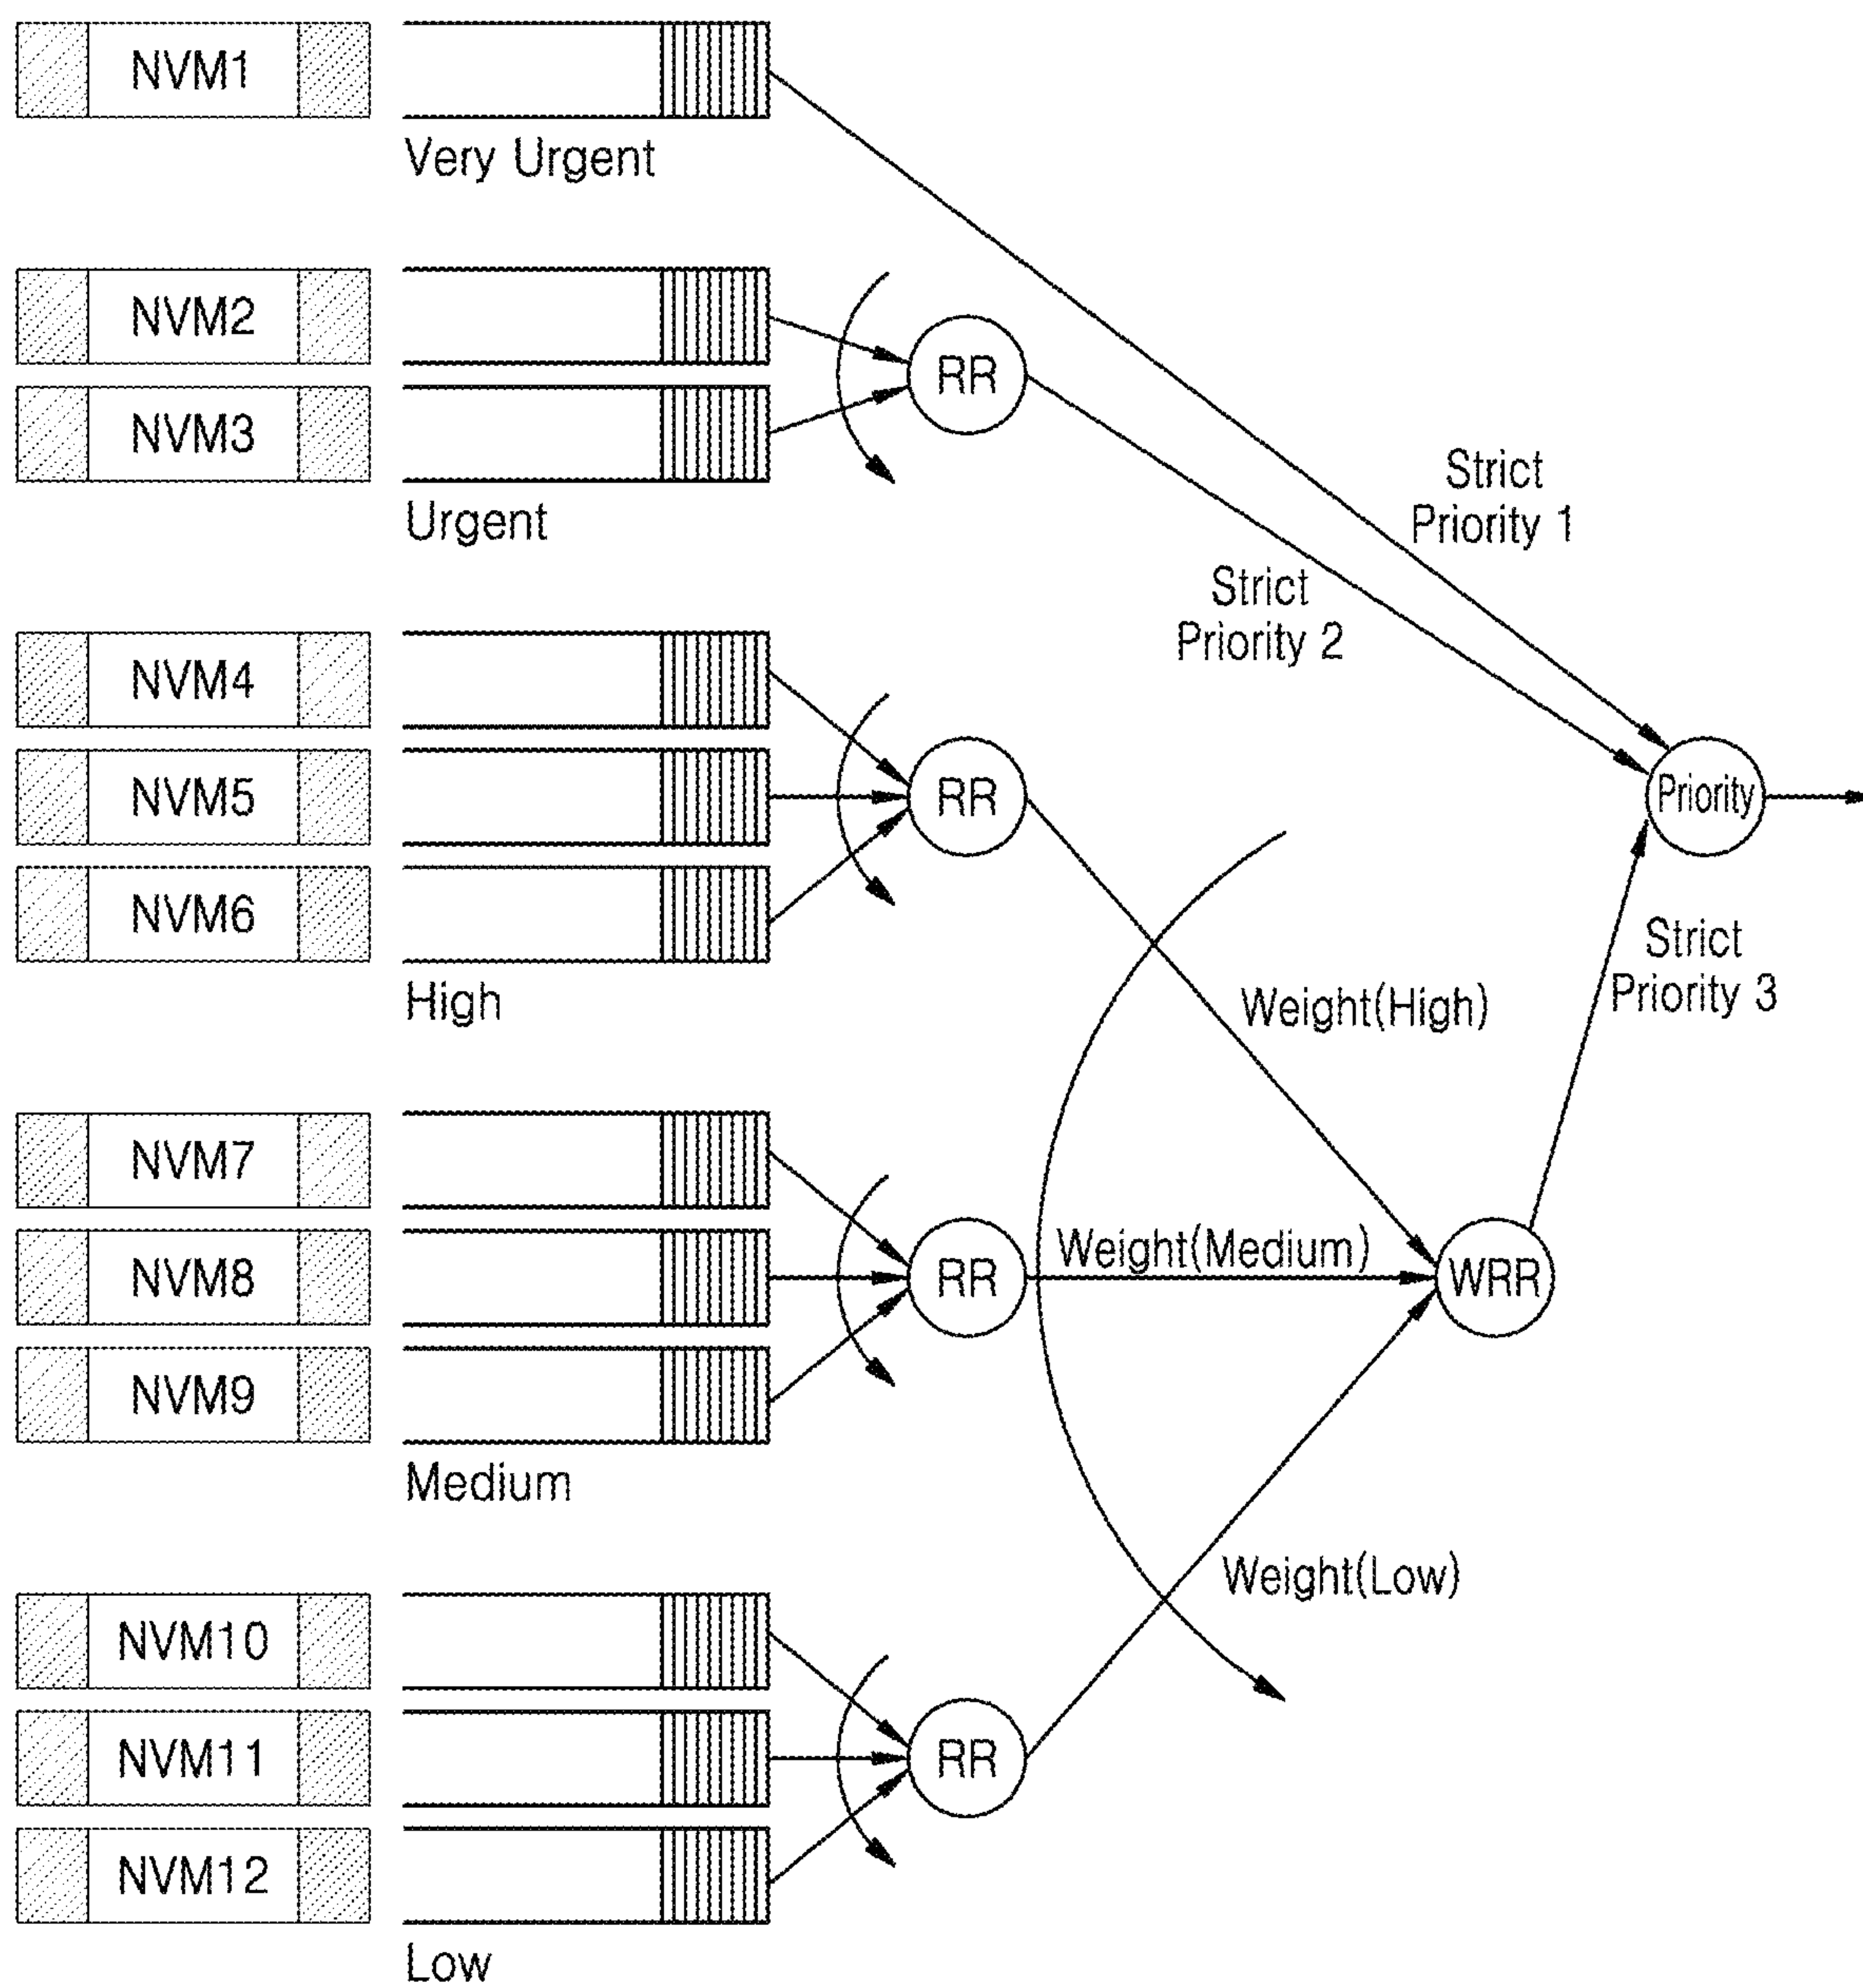 NVM1
Very Urgent
NVM2
NVM3
RR
Urgent
Strict
Priority 1
Strict
Priority 2
NVM4
NVM5
NVM6
RR
High
Priority
Strict
Priority 3
Weight(High)
NVM7
NVM8
NVM9
RR
Medium
Weight(Medium)
WRR
Weight(Low)
NVM10
NVM11
NVM12
RR
Low